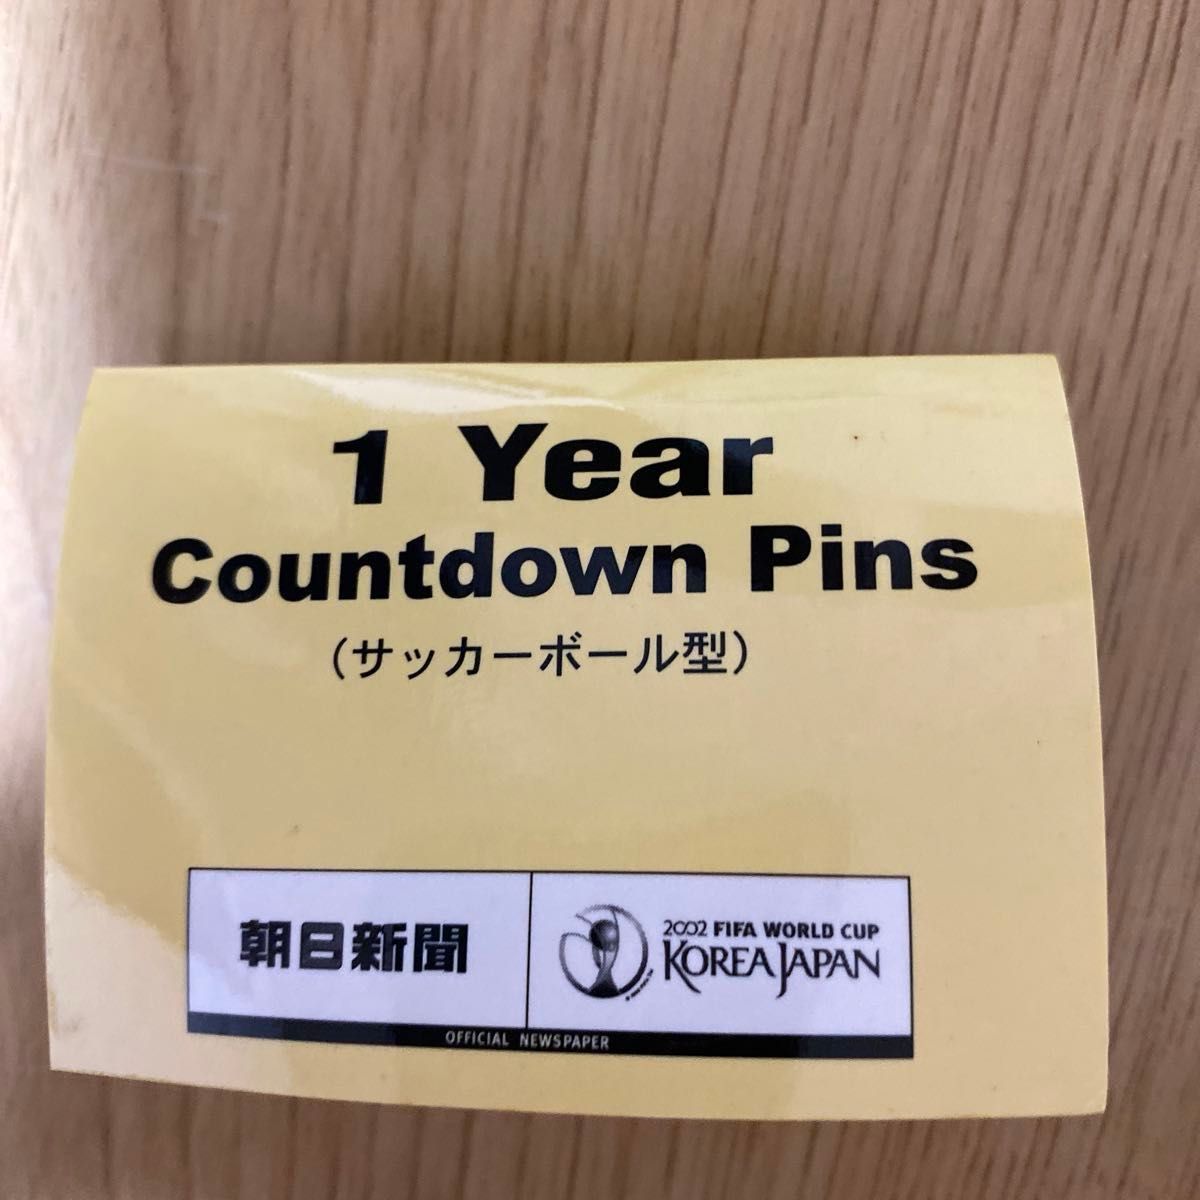 1 Year
Countdown Pins
（サッカーボール型）
朝日新聞
2002 FIFA WORLD CUP
KOREA JAPAN
OFFICIAL NEWSPAPER